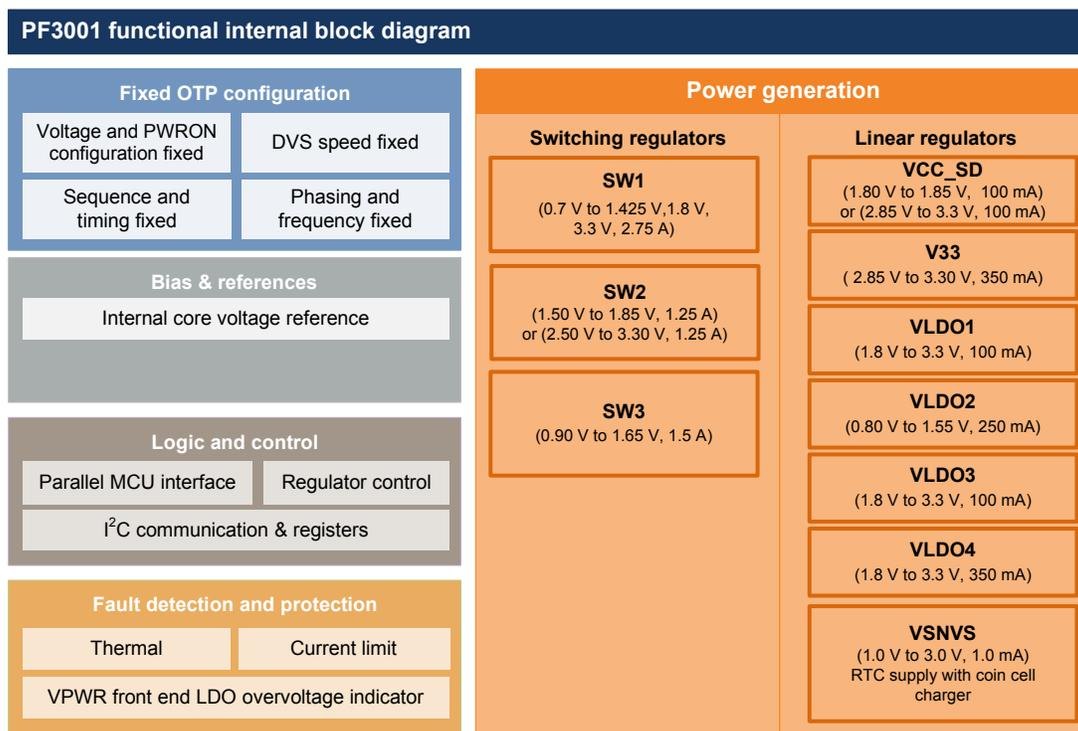 PF3001 functional internal block diagram
Fixed OTP configuration
Voltage and PWRON
configuration fixed
DVS speed fixed
Sequence and
timing fixed
Phasing and
frequency fixed
Bias & references
Internal core voltage reference
Logic and control
Parallel MCU interface
Regulator control
I²C communication & registers
Fault detection and protection
Thermal
Current limit
VPWR front end LDO overvoltage indicator
Power generation
Switching regulators
SW1
(0.7 V to 1.425 V,1.8 V,
3.3 V, 2.75 A)
SW2
(1.50 V to 1.85 V, 1.25 A)
or (2.50 V to 3.30 V, 1.25 A)
SW3
(0.90 V to 1.65 V, 1.5 A)
Linear regulators
VCC_SD
(1.80 V to 1.85 V, 100 mA)
or (2.85 V to 3.3 V, 100 mA)
V33
( 2.85 V to 3.30 V, 350 mA)
VLDO1
(1.8 V to 3.3 V, 100 mA)
VLDO2
(0.80 V to 1.55 V, 250 mA)
VLDO3
(1.8 V to 3.3 V, 100 mA)
VLDO4
(1.8 V to 3.3 V, 350 mA)
VSNVS
(1.0 V to 3.0 V, 1.0 mA)
RTC supply with coin cell
charger